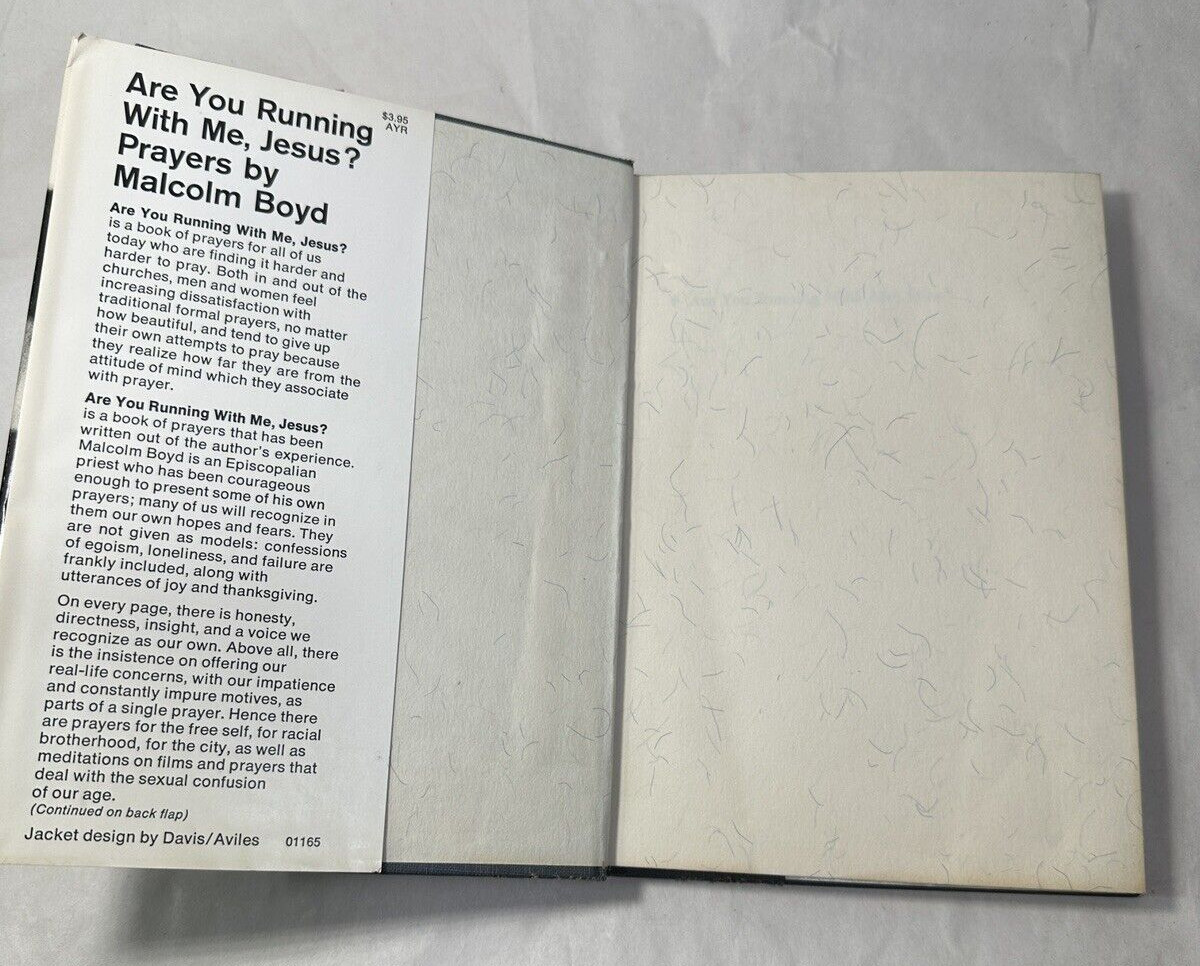 Are You Running
With Me, Jesus?
Prayers by
Malcolm Boyd
$3.95
AYR
Are You Running With Me, Jesus?
is a book of prayers for all of us
today who are finding it harder and
harder to pray. Both in and out of the
churches, men and women feel
increasing dissatisfaction with
traditional formal prayers, no matter
how beautiful, and tend to give up
their own attempts to pray because
they realize how far they are from the
attitude of mind which they associate
with prayer.
Are You Running With Me, Jesus?
is a book of prayers that has been
written out of the author's experience.
Malcolm Boyd is an Episcopalian
priest who has been courageous
enough to present some of his own
prayers; many of us will recognize in
them our own hopes and fears. They
are not given as models: confessions
of egoism, loneliness, and failure are
frankly included, along with
utterances of joy and thanksgiving.
On every page, there is honesty,
directness, insight, and a voice we
recognize as our own. Above all, there
is the insistence on offering our
real-life concerns, with our impatience
and constantly impure motives, as
parts of a single prayer. Hence there
are prayers for the free self, for racial
brotherhood, for the city, as well as
meditations on films and prayers that
deal with the sexual confusion
of our age.
(Continued on back flap)
Jacket design by Davis/Aviles 01165